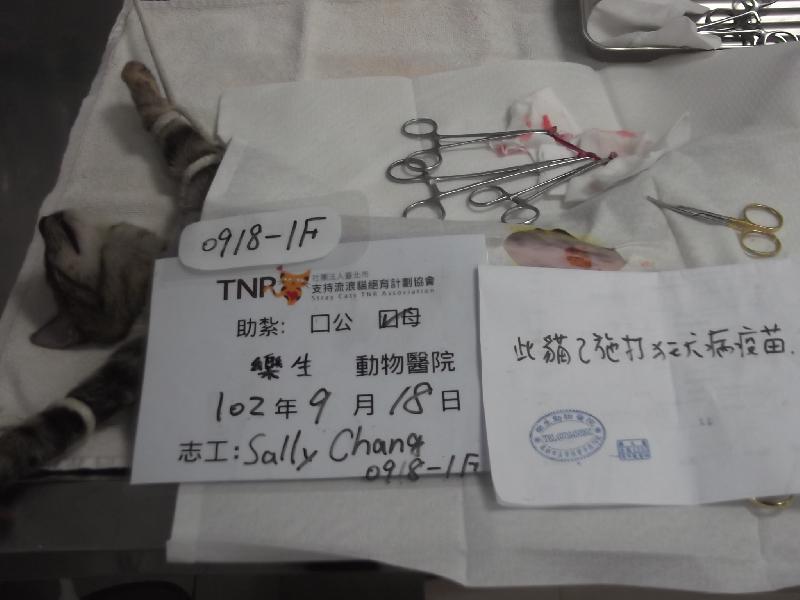 0918-1F
TNR 社團法人臺北市
支持流浪貓絕育計劃協會
Stray Cats TNR Association
助紮: □公 ☑母
樂生 動物醫院
102年9月18日
志工: Sally Chang
0918-1F
此貓已施打狂犬病疫苗.